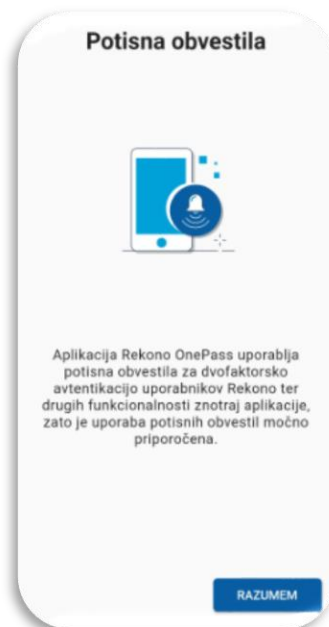 Potisna obvestila
Aplikacija Rekono OnePass uporablja
potisna obvestila za dvofaktorsko
avtentikacijo uporabnikov Rekono ter
drugih funkcionalnosti znotraj aplikacije,
zato je uporaba potisnih obvestil močno
priporočena.
RAZUMEM